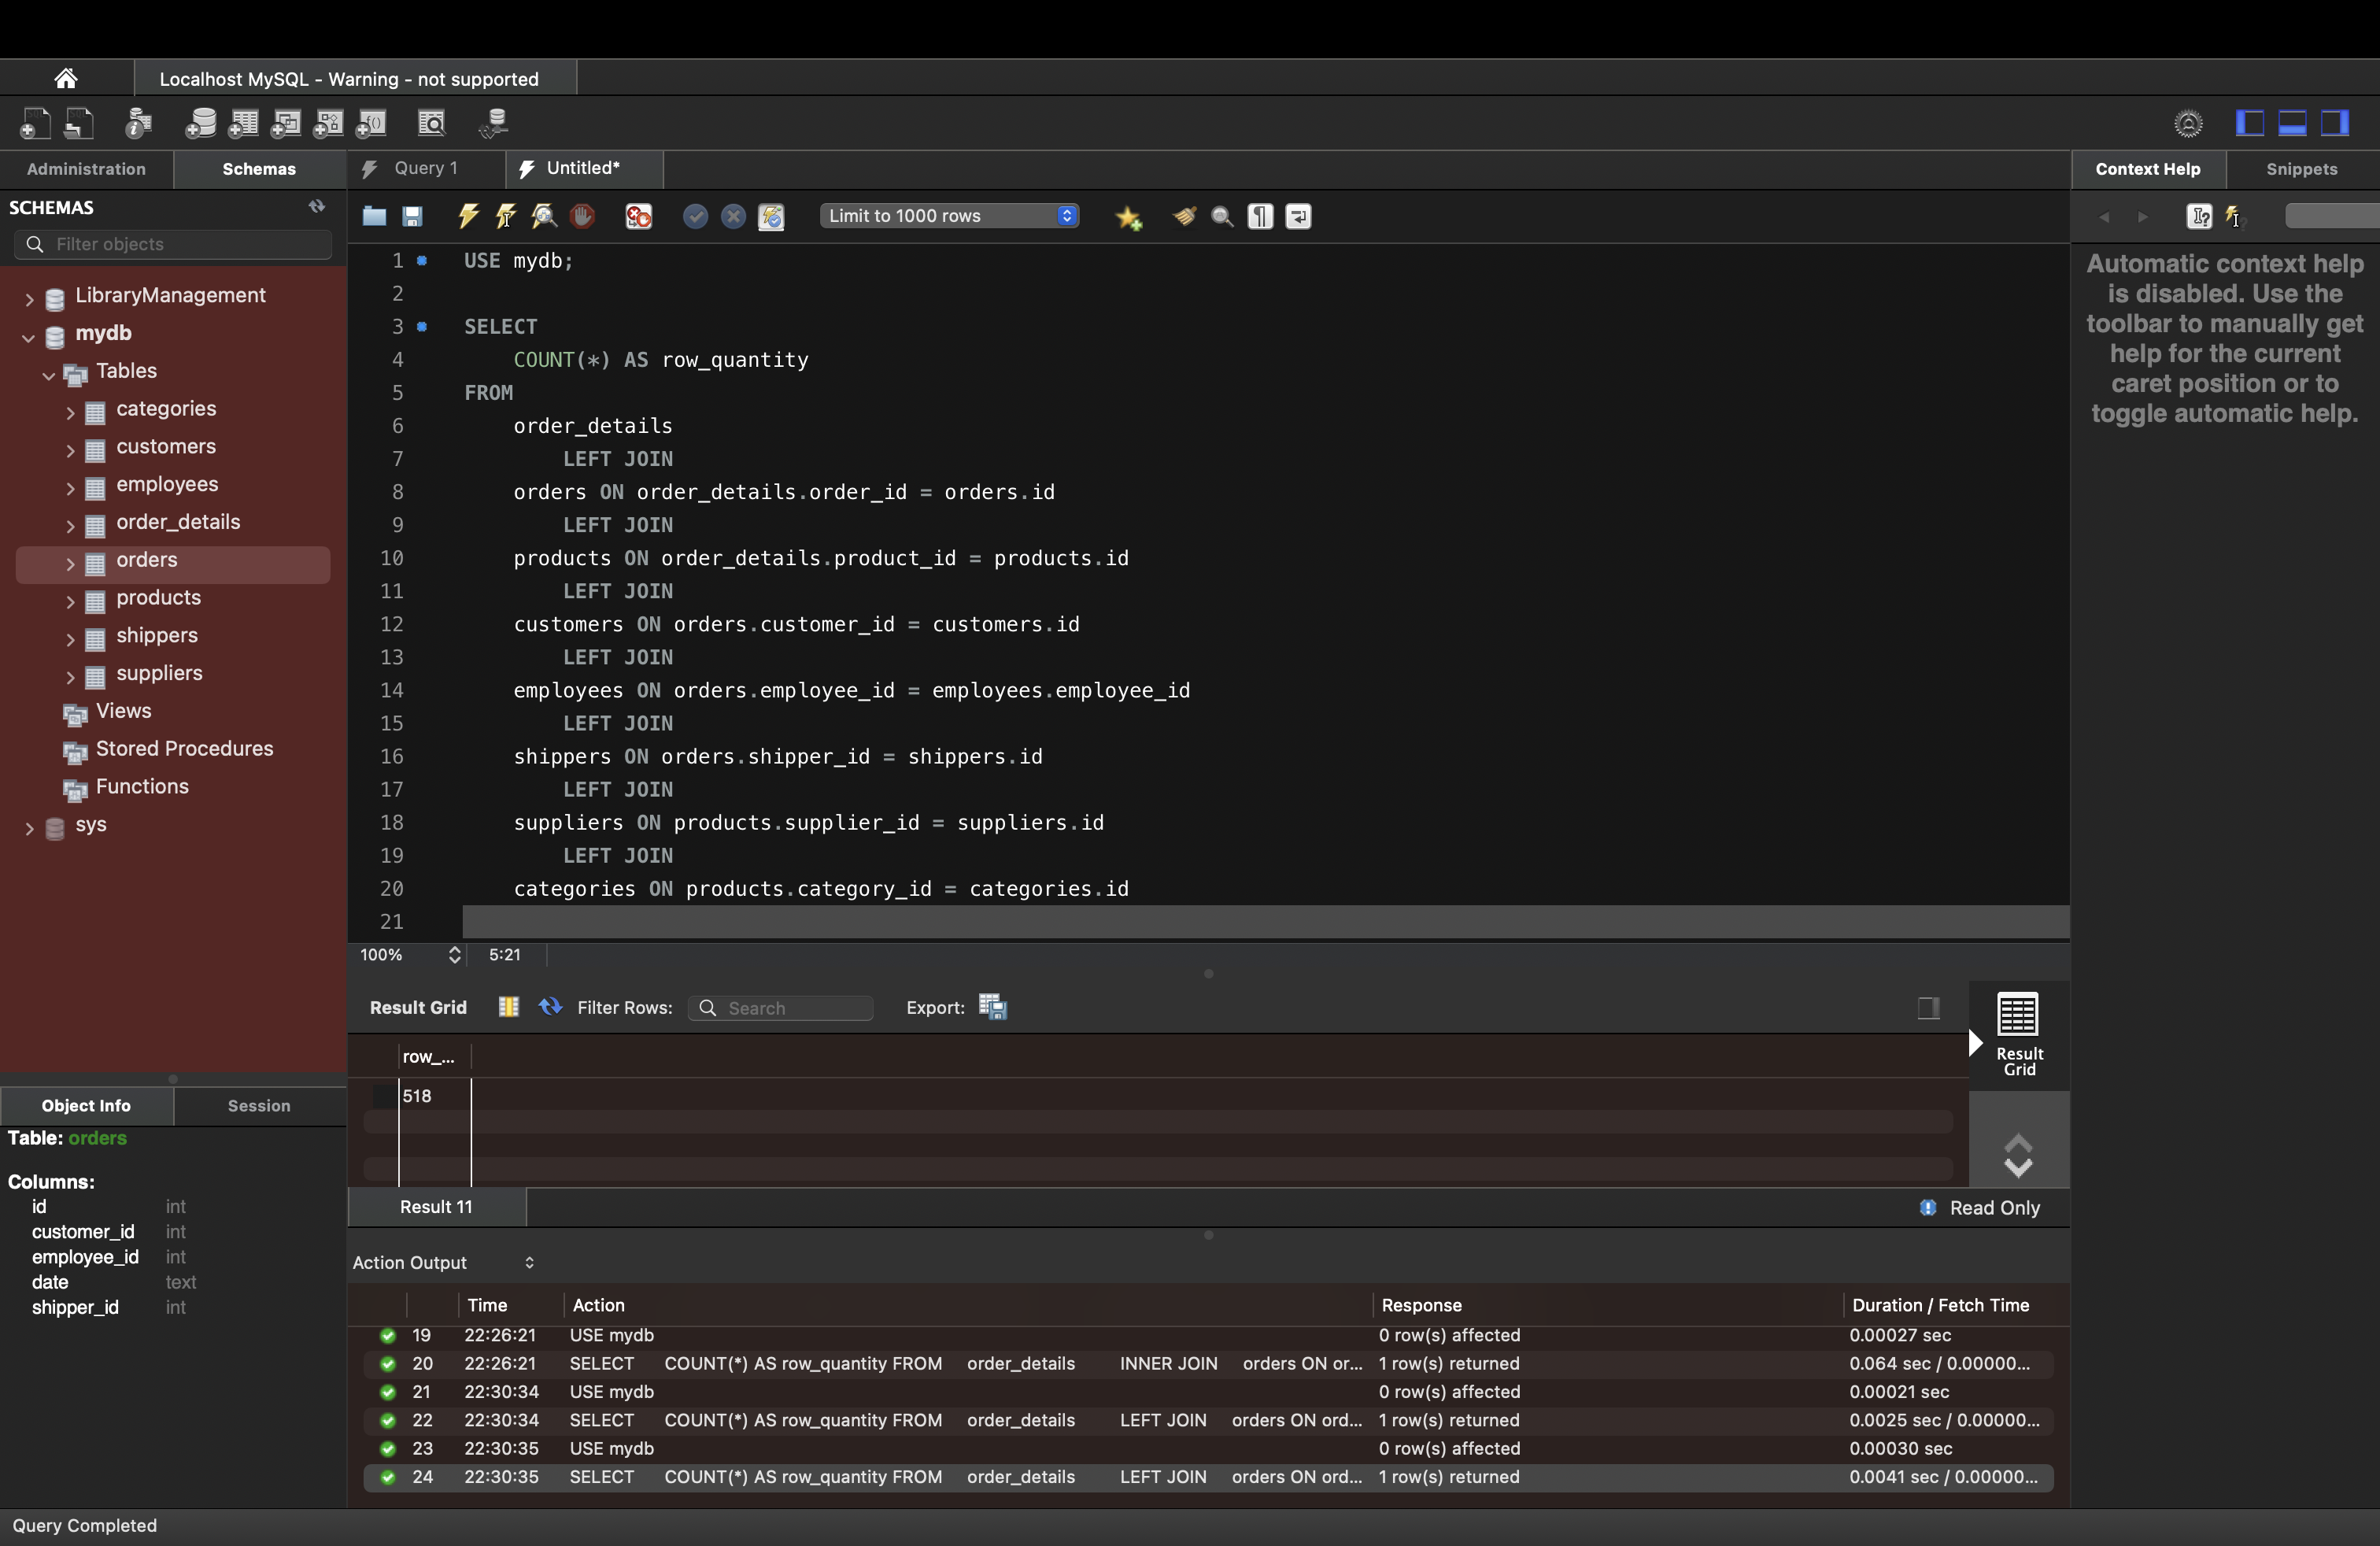 Localhost MySQL - Warning - not supported
Administration
Schemas
Query 1
Untitled*
Context Help
Snippets
SCHEMAS
Filter objects
LibraryManagement
mydb
Tables
categories
customers
employees
order_details
orders
products
shippers
suppliers
Views
Stored Procedures
Functions
sys
Object Info
Session
Table: orders
Columns:
id int
customer_id int
employee_id int
date text
shipper_id int
Limit to 1000 rows
1 USE mydb;
2
3 SELECT
4 COUNT(*) AS row_quantity
5 FROM
6 order_details
7 LEFT JOIN
8 orders ON order_details.order_id = orders.id
9 LEFT JOIN
10 products ON order_details.product_id = products.id
11 LEFT JOIN
12 customers ON orders.customer_id = customers.id
13 LEFT JOIN
14 employees ON orders.employee_id = employees.employee_id
15 LEFT JOIN
16 shippers ON orders.shipper_id = shippers.id
17 LEFT JOIN
18 suppliers ON products.supplier_id = suppliers.id
19 LEFT JOIN
20 categories ON products.category_id = categories.id
21
100% 5:21
Result Grid Filter Rows: Search Export:
row_...
518
Result
Grid
Result 11
Read Only
Action Output
Time Action Response Duration / Fetch Time
19 22:26:21 USE mydb 0 row(s) affected 0.00027 sec
20 22:26:21 SELECT COUNT(*) AS row_quantity FROM order_details INNER JOIN orders ON or... 1 row(s) returned 0.064 sec / 0.00000...
21 22:30:34 USE mydb 0 row(s) affected 0.00021 sec
22 22:30:34 SELECT COUNT(*) AS row_quantity FROM order_details LEFT JOIN orders ON ord... 1 row(s) returned 0.0025 sec / 0.00000...
23 22:30:35 USE mydb 0 row(s) affected 0.00030 sec
24 22:30:35 SELECT COUNT(*) AS row_quantity FROM order_details LEFT JOIN orders ON ord... 1 row(s) returned 0.0041 sec / 0.00000...
Automatic context help
is disabled. Use the
toolbar to manually get
help for the current
caret position or to
toggle automatic help.
Query Completed